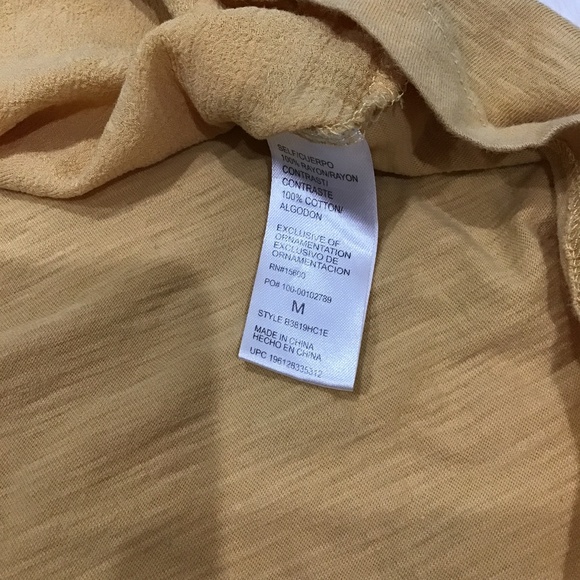 SELF/CUERPO
100% RAYON/RAYON
CONTRAST/
CONTRASTE
100% COTTON/
ALGODON
EXCLUSIVE OF
ORNAMENTATION
EXCLUSIVO DE
ORNAMENTACION
RN#15600
PO# 100-00102789
M
STYLE B3819HC1E
MADE IN CHINA
HECHO EN CHINA
UPC 196126335312